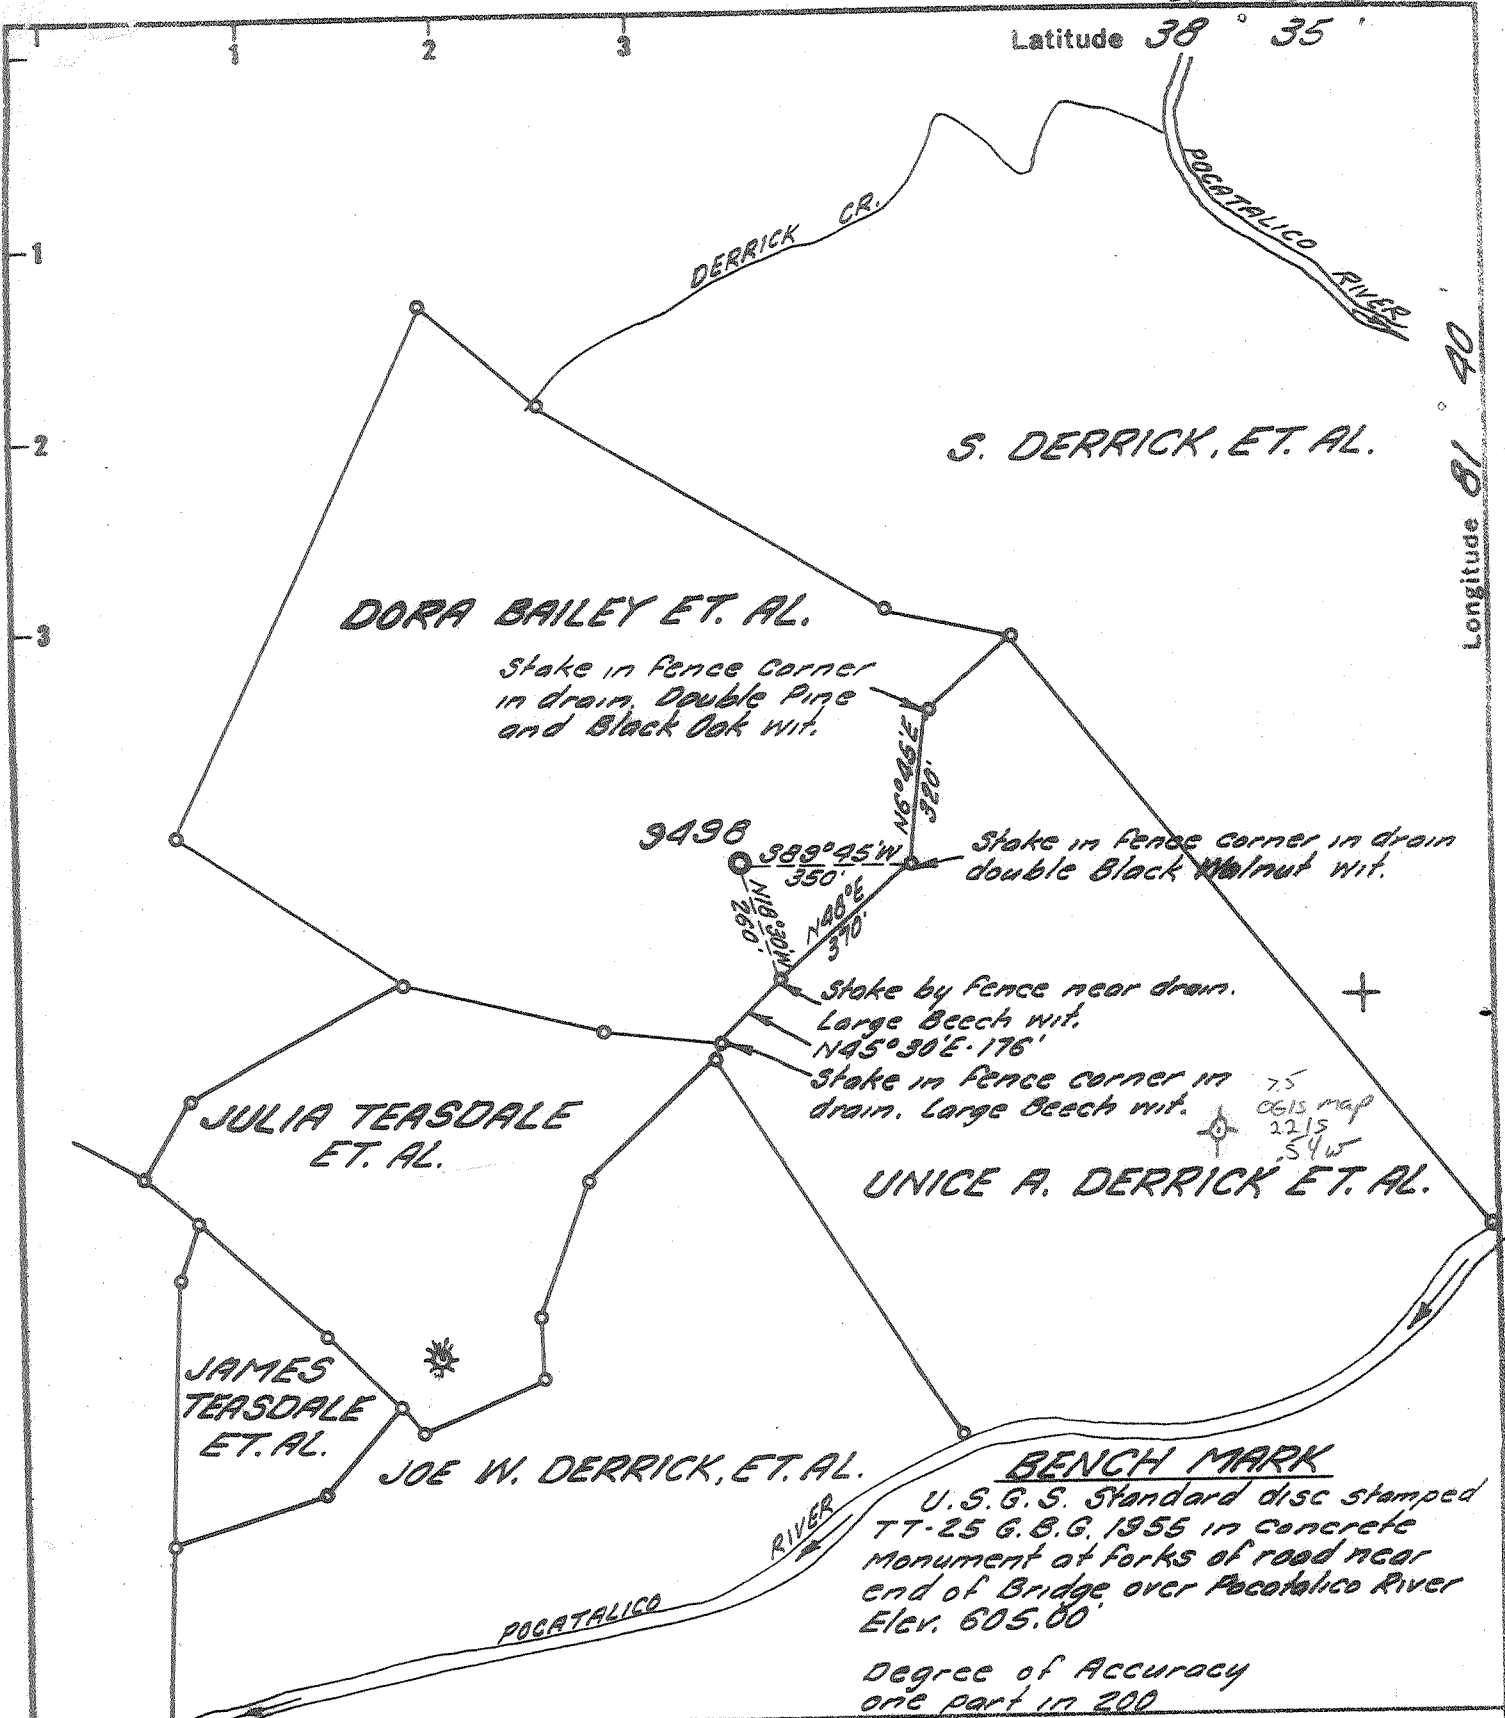 Latitude 38° 35'
1
2
3
1
2
3
DERRICK CR.
POCATALICO RIVER
Longitude 81° 40'
S. DERRICK, ET. AL.
DORA BAILEY ET. AL.
Stake in fence corner
in drain. Double Pine
and Black Oak wit.
N6°45'E
320'
9498
S89°45'W
350'
Stake in fence corner in drain
double Black Walnut wit.
N18°30'W
260'
N48°E
370'
Stake by fence near drain.
Large Beech wit.
N45°30'E-176'
Stake in fence corner in
drain. Large Beech wit.
7.5
OGIS map
2.21S
.54W
JULIA TEASDALE
ET. AL.
UNICE A. DERRICK ET. AL.
JAMES
TEASDALE
ET. AL.
JOE W. DERRICK, ET. AL.
BENCH MARK
U.S.G.S. Standard disc stamped
TT-25 G.B.G. 1955 in concrete
Monument at forks of road near
end of Bridge over Pocatalico River
Elev. 605.00'
POCATALICO RIVER
Degree of Accuracy
one part in 200